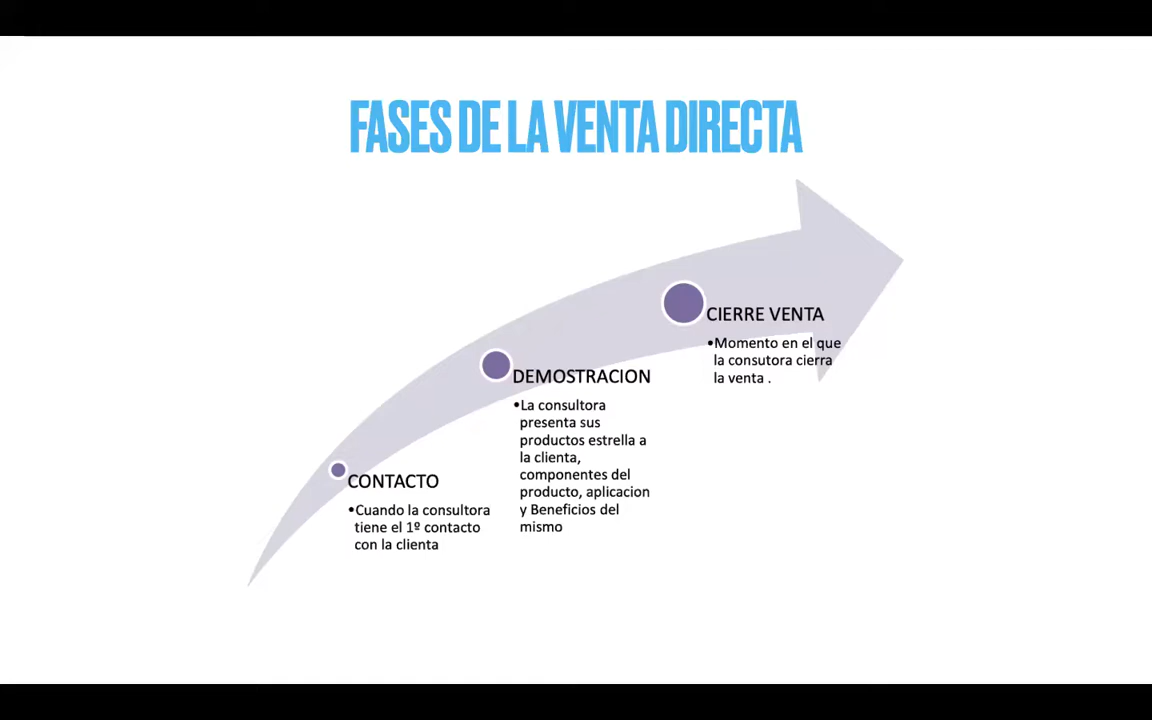 FASES DE LA VENTA DIRECTA
CONTACTO
•Cuando la consultora
tiene el 1º contacto
con la clienta
DEMOSTRACION
•La consultora
presenta sus
productos estrella a
la clienta,
componentes del
producto, aplicacion
y Beneficios del
mismo
CIERRE VENTA
•Momento en el que
la consutora cierra
la venta .